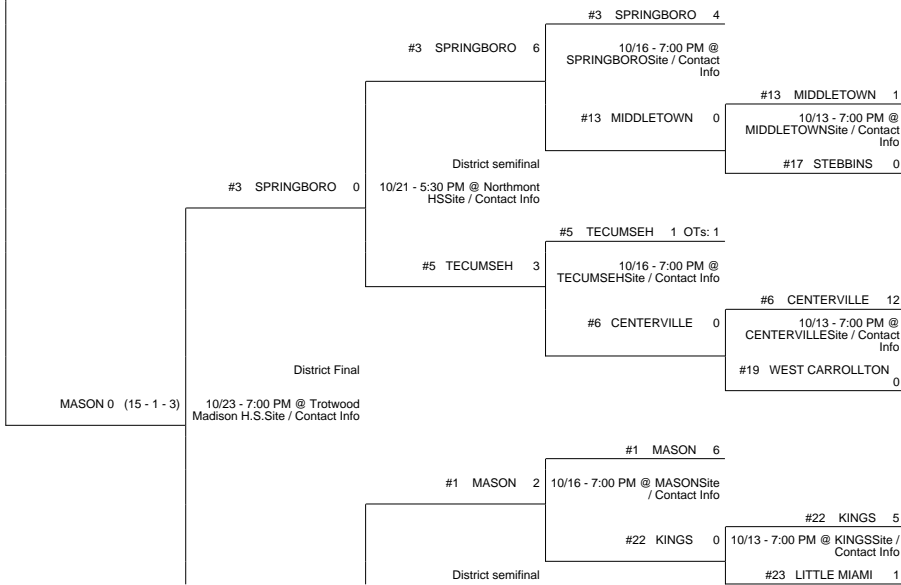 #3 SPRINGBORO 4
#3 SPRINGBORO 6
10/16 - 7:00 PM @
SPRINGBOROSite / Contact
Info
#13 MIDDLETOWN 1
#13 MIDDLETOWN 0
10/13 - 7:00 PM @
MIDDLETOWNSite / Contact
Info
District semifinal
#17 STEBBINS 0
#3 SPRINGBORO 0
10/21 - 5:30 PM @ Northmont
HSSite / Contact Info
#5 TECUMSEH 1 OTs: 1
#5 TECUMSEH 3
10/16 - 7:00 PM @
TECUMSEHSite / Contact Info
#6 CENTERVILLE 12
#6 CENTERVILLE 0
10/13 - 7:00 PM @
CENTERVILLESite / Contact
Info
District Final
#19 WEST CARROLLTON
0
MASON 0 (15 - 1 - 3)
10/23 - 7:00 PM @ Trotwood
Madison H.S.Site / Contact Info
#1 MASON 6
#1 MASON 2
10/16 - 7:00 PM @ MASONSite
/ Contact Info
#22 KINGS 5
#22 KINGS 0
10/13 - 7:00 PM @ KINGSSite /
Contact Info
District semifinal
#23 LITTLE MIAMI 1